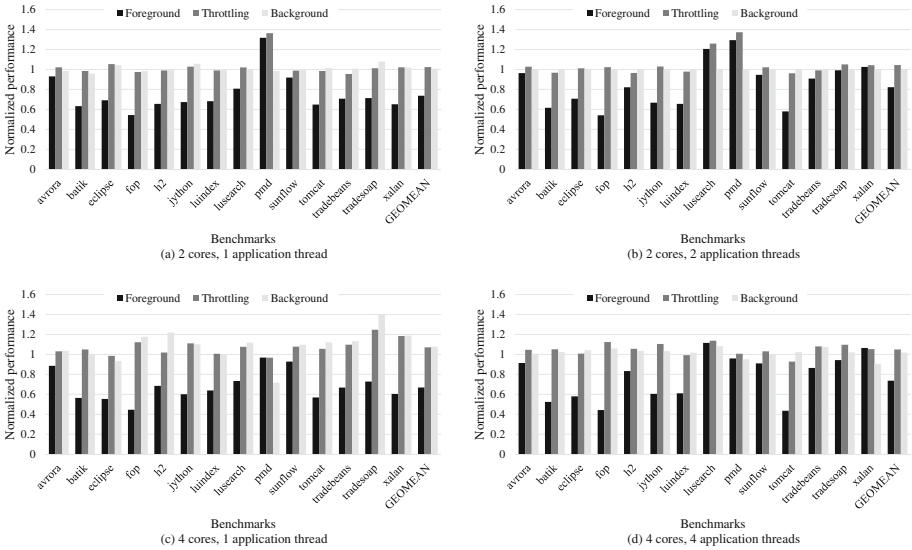 Foreground Throttling Background
Normalized performance
1.6
1.4
1.2
1
0.8
0.6
0.4
0.2
0
avrora batik eclipse fop h2 jython luindex lusearch pmd sunflow tomcat tradebeans tradesoap xalan GEOMEAN
Benchmarks
(a) 2 cores, 1 application thread
Foreground Throttling Background
Normalized performance
1.6
1.4
1.2
1
0.8
0.6
0.4
0.2
0
avrora batik eclipse fop h2 jython luindex lusearch pmd sunflow tomcat tradebeans tradesoap xalan GEOMEAN
Benchmarks
(b) 2 cores, 2 application threads
Foreground Throttling Background
Normalized performance
1.6
1.4
1.2
1
0.8
0.6
0.4
0.2
0
avrora batik eclipse fop h2 jython luindex lusearch pmd sunflow tomcat tradebeans tradesoap xalan GEOMEAN
Benchmarks
(c) 4 cores, 1 application thread
Foreground Throttling Background
Normalized performance
1.6
1.4
1.2
1
0.8
0.6
0.4
0.2
0
avrora batik eclipse fop h2 jython luindex lusearch pmd sunflow tomcat tradebeans tradesoap xalan GEOMEAN
Benchmarks
(d) 4 cores, 4 application threads